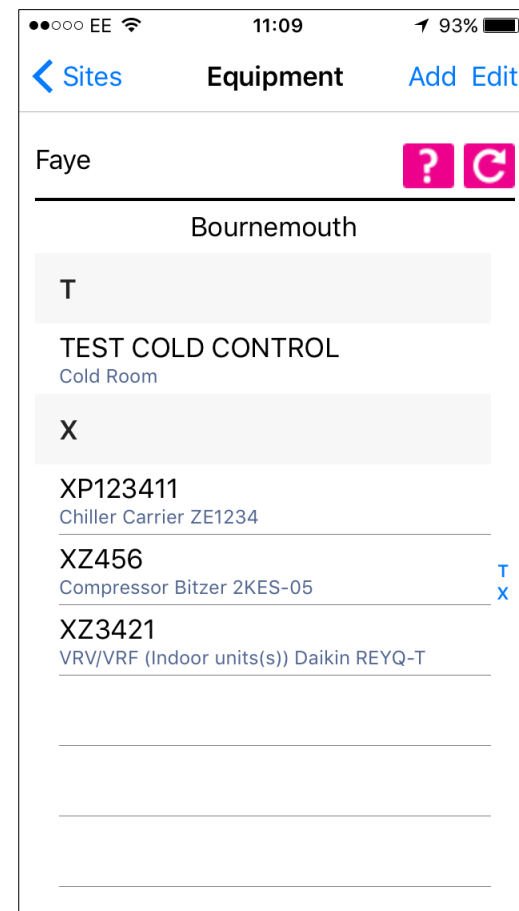 EE 11:09 93%
Sites Equipment Add Edit
Faye ?
Bournemouth
T
TEST COLD CONTROL
Cold Room
X
XP123411
Chiller Carrier ZE1234
XZ456
Compressor Bitzer 2KES-05
T
X
XZ3421
VRV/VRF (Indoor units(s)) Daikin REYQ-T